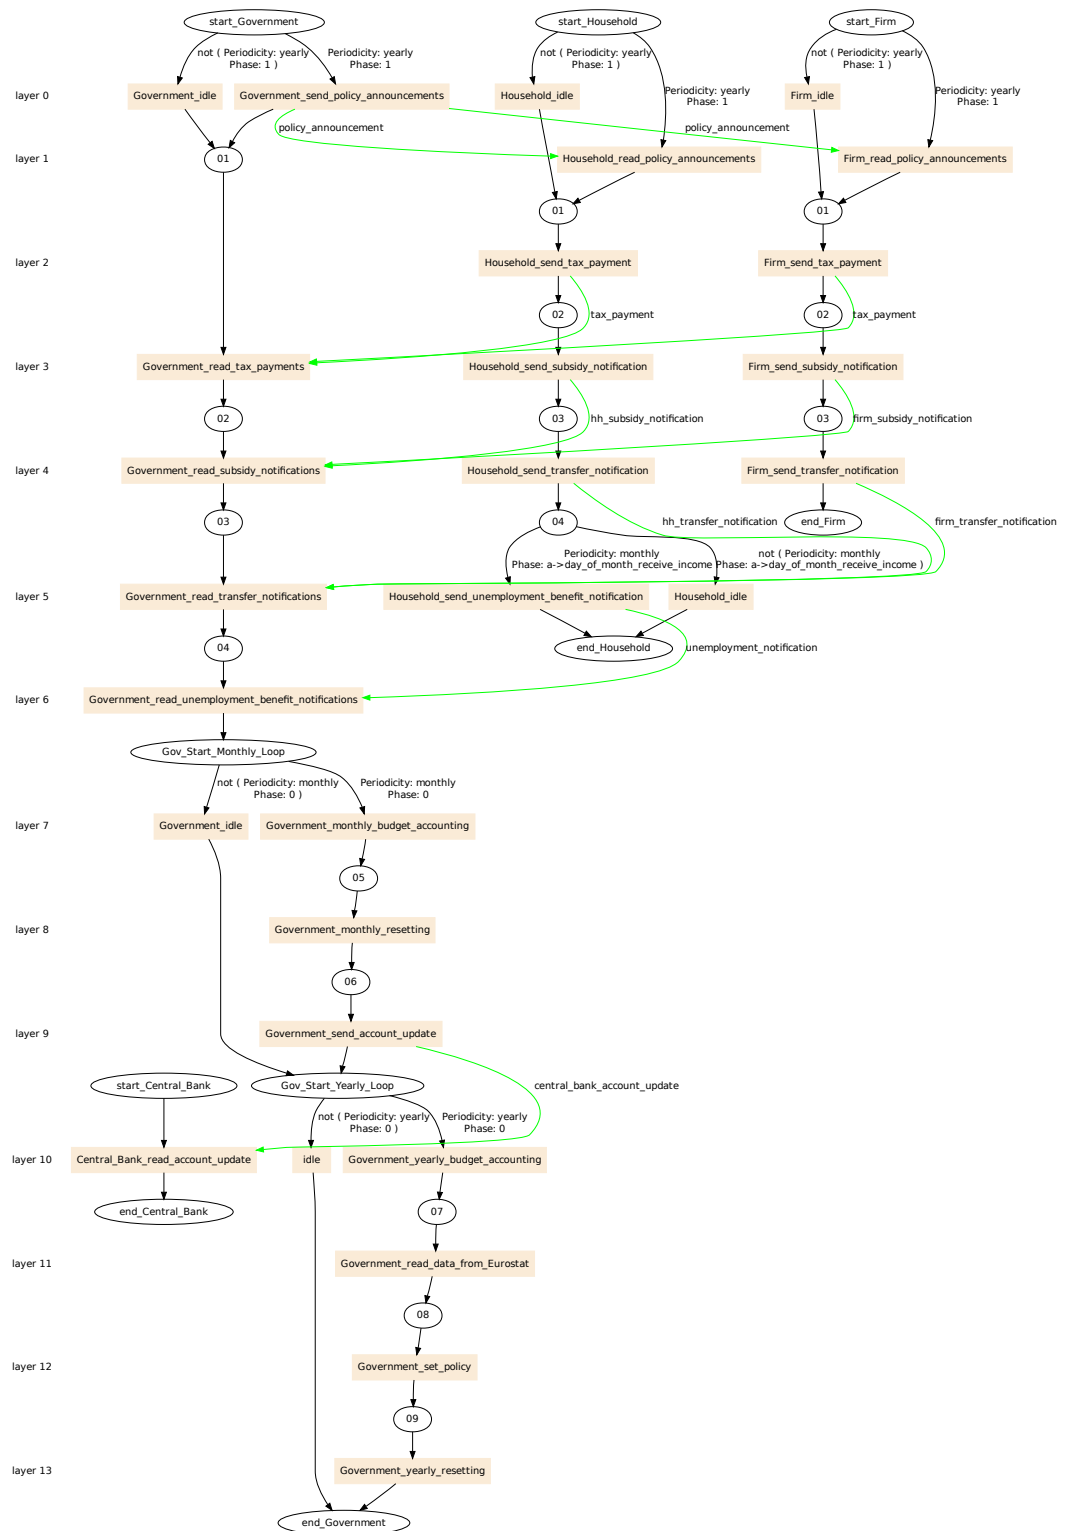 start_Government
start_Household
start_Firm
not ( Periodicity: yearly
Phase: 1 )
Periodicity: yearly
Phase: 1
not ( Periodicity: yearly
Phase: 1 )
Periodicity: yearly
Phase: 1
not ( Periodicity: yearly
Phase: 1 )
Periodicity: yearly
Phase: 1
layer 0
Government_idle
Government_send_policy_announcements
Household_idle
Firm_idle
policy_announcement
policy_announcement
layer 1
01
Household_read_policy_announcements
Firm_read_policy_announcements
01
01
layer 2
Household_send_tax_payment
Firm_send_tax_payment
02
tax_payment
02
tax_payment
layer 3
Government_read_tax_payments
Household_send_subsidy_notification
Firm_send_subsidy_notification
02
03
hh_subsidy_notification
03
firm_subsidy_notification
layer 4
Government_read_subsidy_notifications
Household_send_transfer_notification
Firm_send_transfer_notification
03
04
hh_transfer_notification
end_Firm
firm_transfer_notification
Periodicity: monthly
Phase: a->day_of_month_receive_income
not ( Periodicity: monthly
Phase: a->day_of_month_receive_income )
layer 5
Government_read_transfer_notifications
Household_send_unemployment_benefit_notification
Household_idle
04
end_Household
unemployment_notification
layer 6
Government_read_unemployment_benefit_notifications
Gov_Start_Monthly_Loop
not ( Periodicity: monthly
Phase: 0 )
Periodicity: monthly
Phase: 0
layer 7
Government_idle
Government_monthly_budget_accounting
05
layer 8
Government_monthly_resetting
06
layer 9
Government_send_account_update
start_Central_Bank
Gov_Start_Yearly_Loop
central_bank_account_update
not ( Periodicity: yearly
Phase: 0 )
Periodicity: yearly
Phase: 0
layer 10
Central_Bank_read_account_update
idle
Government_yearly_budget_accounting
end_Central_Bank
07
layer 11
Government_read_data_from_Eurostat
08
layer 12
Government_set_policy
09
layer 13
Government_yearly_resetting
end_Government